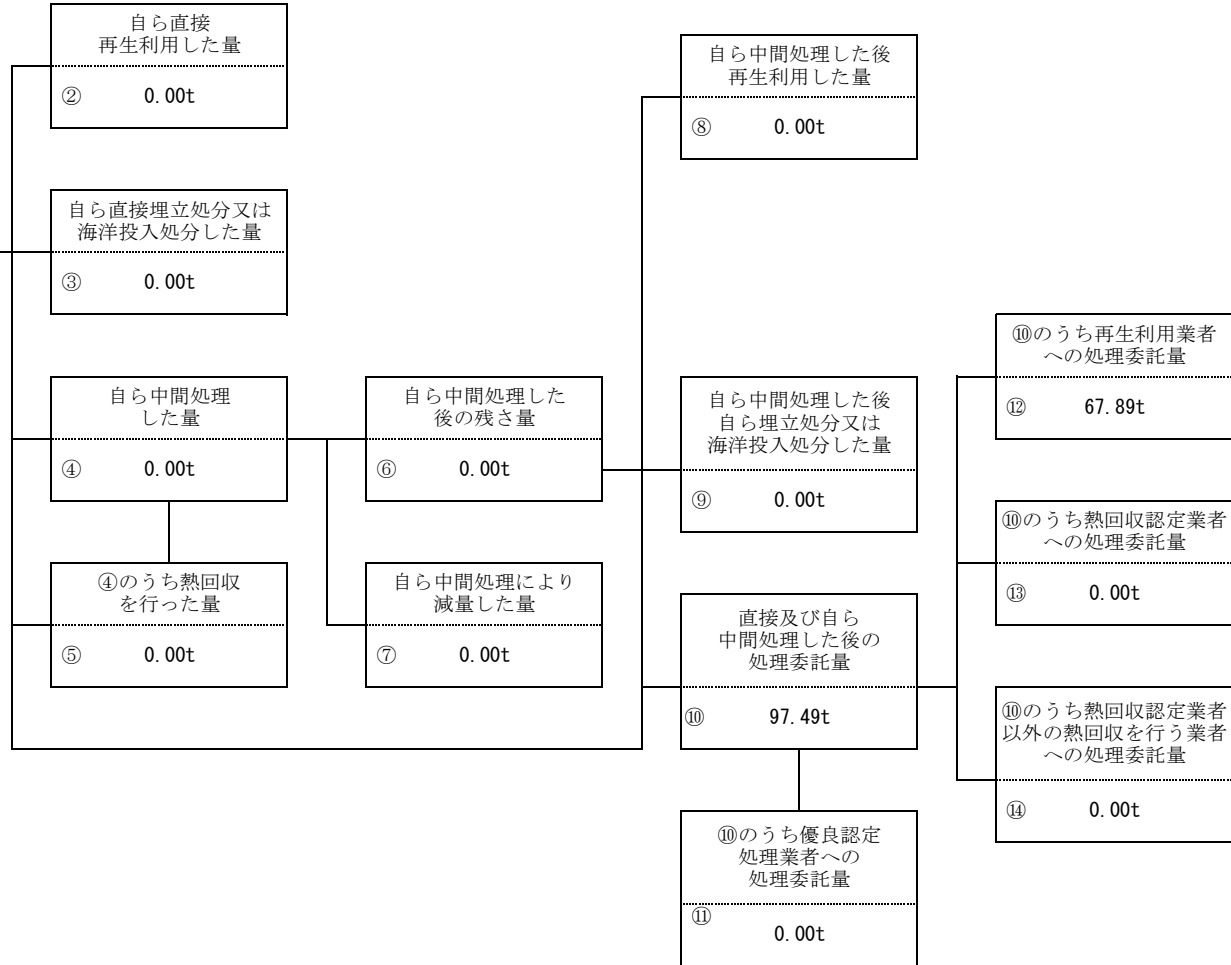 自ら直接
再生利用した量
② 0.00t
自ら直接埋立処分又は
海洋投入処分した量
③ 0.00t
自ら中間処理
した量
④ 0.00t
④のうち熱回収
を行った量
⑤ 0.00t
自ら中間処理した
後の残さ量
⑥ 0.00t
自ら中間処理により
減量した量
⑦ 0.00t
自ら中間処理した後
再生利用した量
⑧ 0.00t
自ら中間処理した後
自ら埋立処分又は
海洋投入処分した量
⑨ 0.00t
直接及び自ら
中間処理した後の
処理委託量
⑩ 97.49t
⑩のうち優良認定
処理業者への
処理委託量
⑪ 0.00t
⑩のうち再生利用業者
への処理委託量
⑫ 67.89t
⑩のうち熱回収認定業者
への処理委託量
⑬ 0.00t
⑩のうち熱回収認定業者
以外の熱回収を行う業者
への処理委託量
⑭ 0.00t